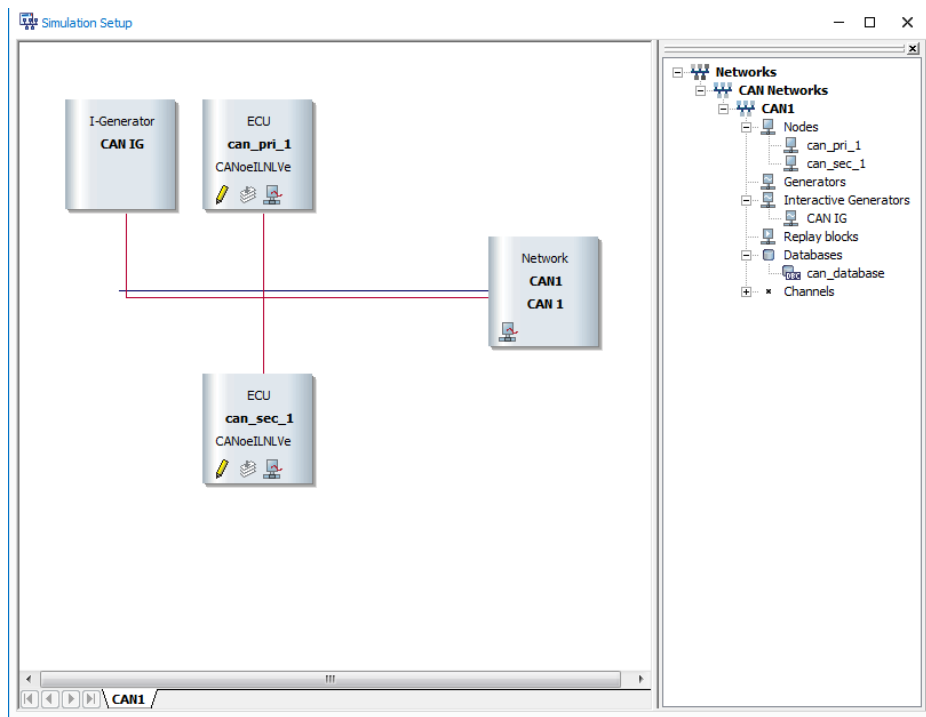 Simulation Setup
I-Generator
CAN IG
ECU
can_pri_1
CANoeILNLVe
Network
CAN1
CAN 1
ECU
can_sec_1
CANoeILNLVe
CAN1
Networks
CAN Networks
CAN1
Nodes
can_pri_1
can_sec_1
Generators
Interactive Generators
CAN IG
Replay blocks
Databases
can_database
Channels